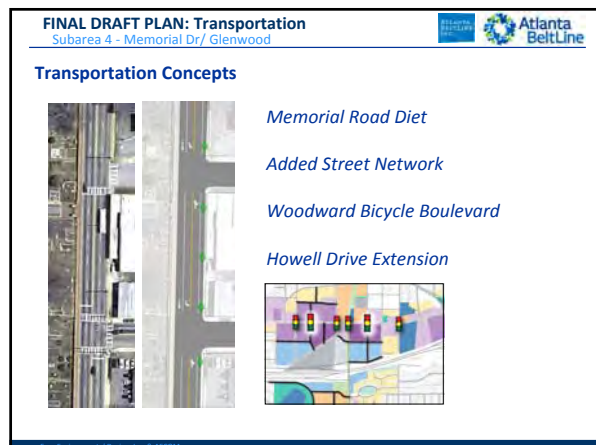 FINAL DRAFT PLAN: Transportation
Subarea 4 - Memorial Dr/ Glenwood
Atlanta
BeltLine
Transportation Concepts
Memorial Road Diet
Added Street Network
Woodward Bicycle Boulevard
Howell Drive Extension